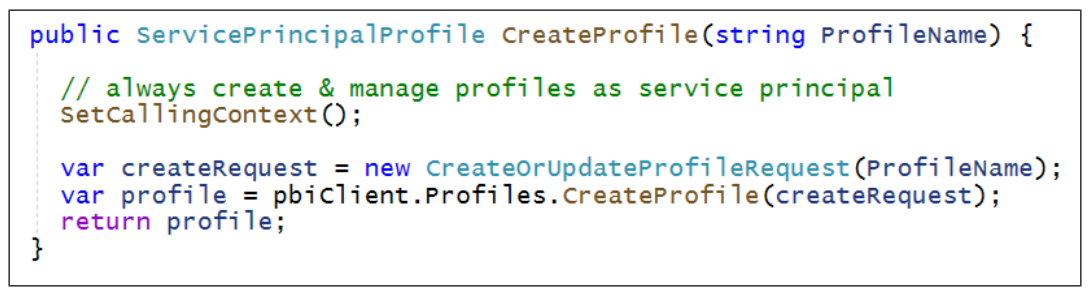 public ServicePrincipalProfile CreateProfile(string ProfileName) {
// always create & manage profiles as service principal
SetCallingContext();
var createRequest = new CreateOrUpdateProfileRequest(ProfileName);
var profile = pbiClient.Profiles.CreateProfile(createRequest);
return profile;
}